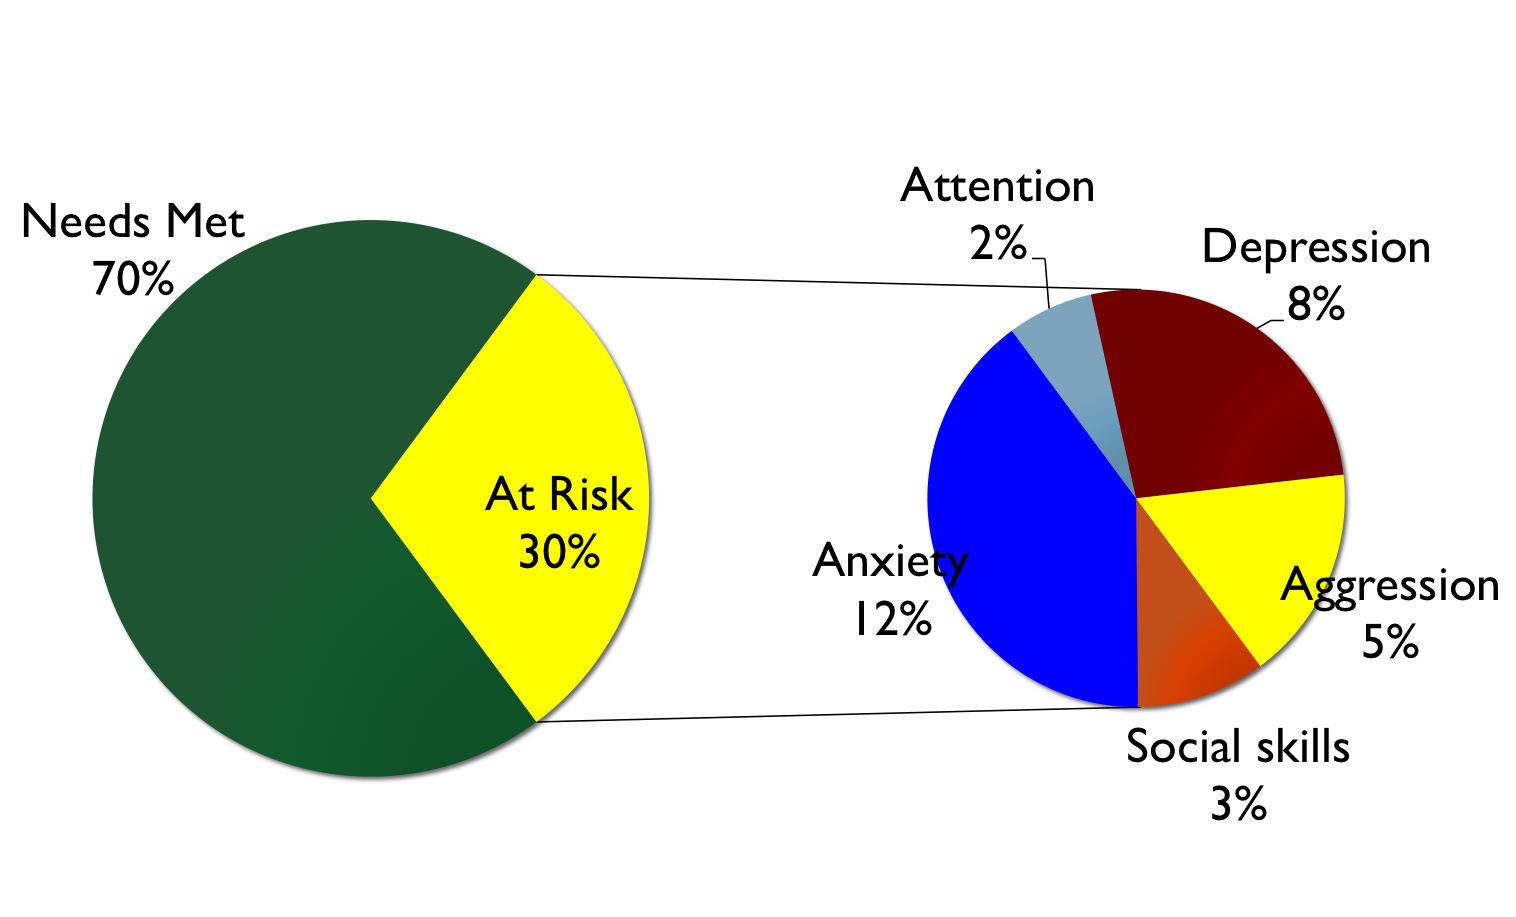 Needs Met
70%
At Risk
30%
Attention
2%
Depression
8%
Anxiety
12%
Aggression
5%
Social skills
3%